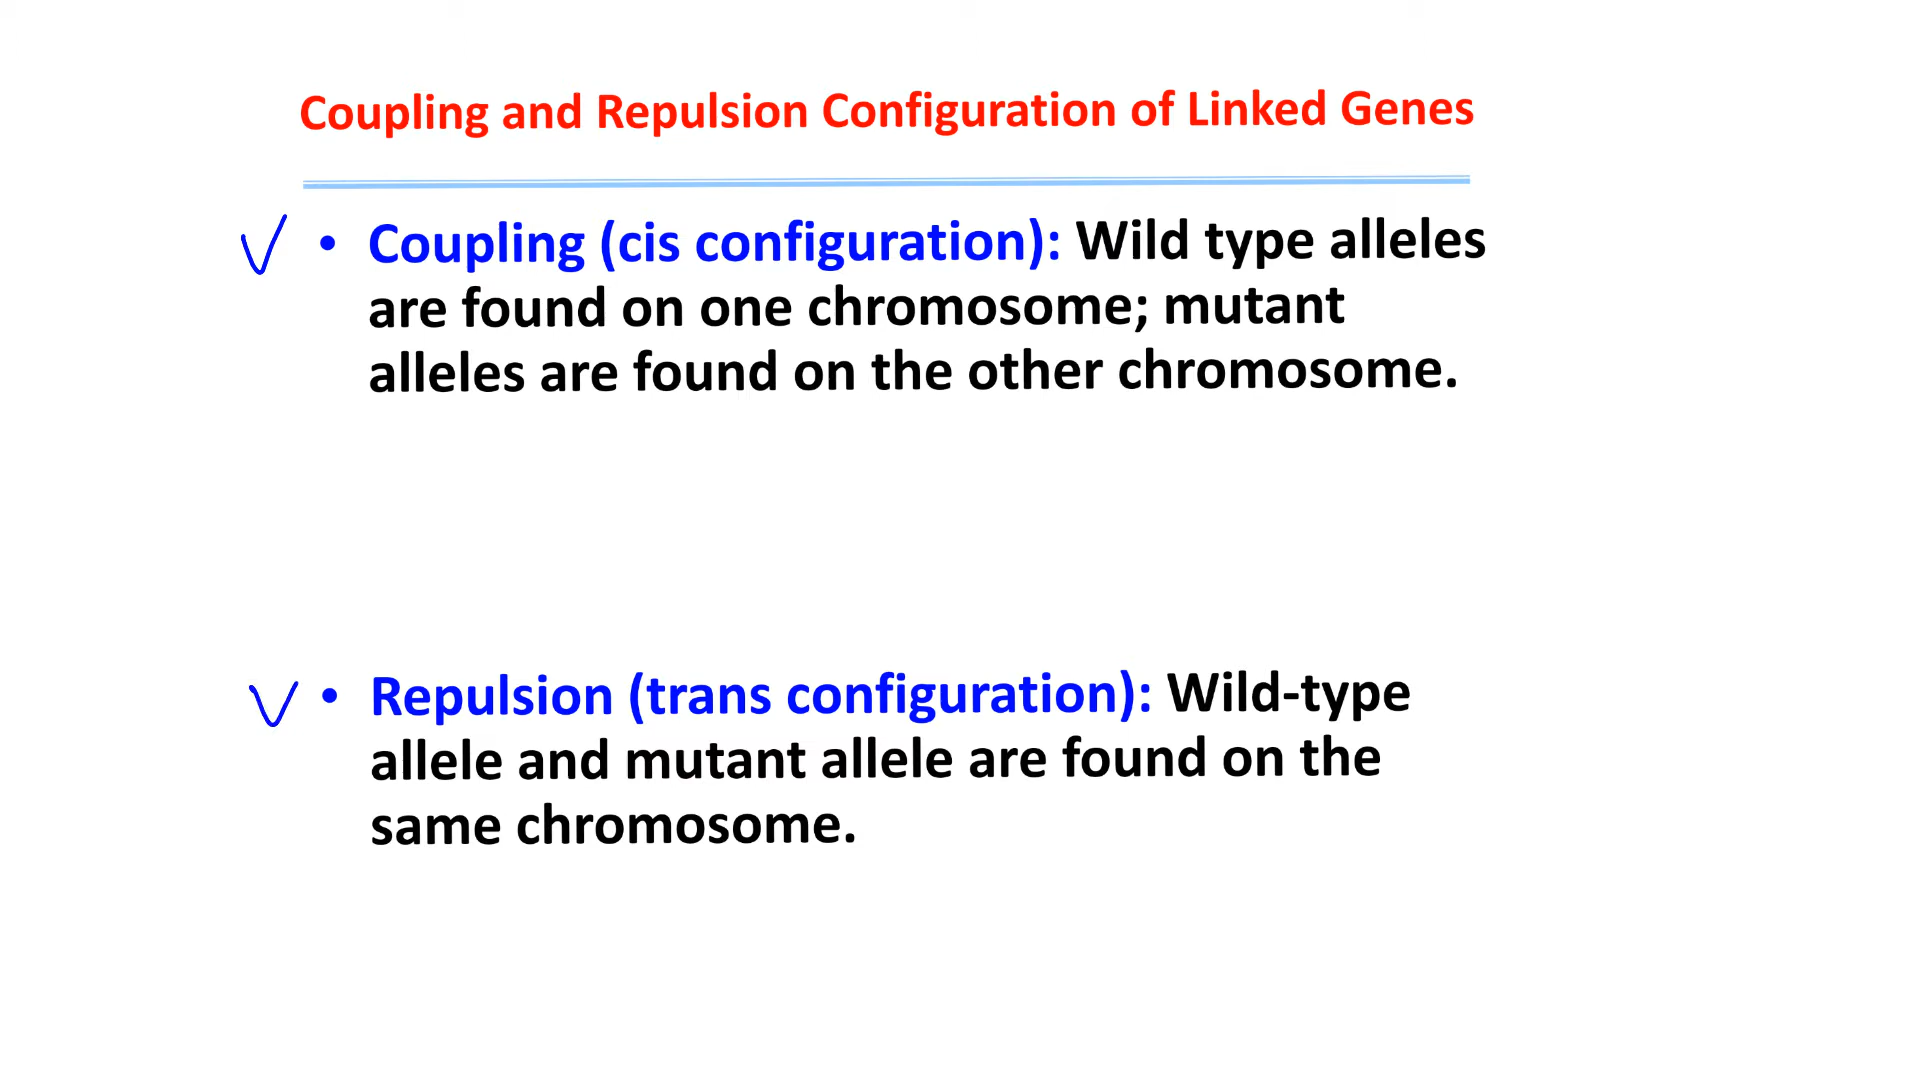 Coupling and Repulsion Configuration of Linked Genes
• Coupling (cis configuration): Wild type alleles
are found on one chromosome; mutant
alleles are found on the other chromosome.
• Repulsion (trans configuration): Wild-type
allele and mutant allele are found on the
same chromosome.